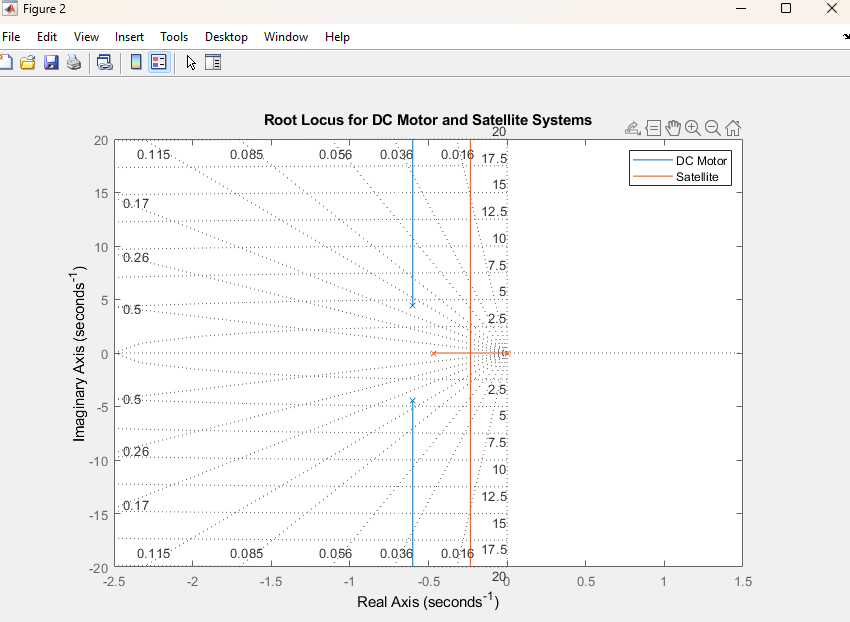 Figure 2
File Edit View Insert Tools Desktop Window Help
Root Locus for DC Motor and Satellite Systems
20
20
0.115 0.085 0.056 0.036 0.016 17.5
DC Motor
Satellite
15
15
0.17
12.5
10
10
0.26
7.5
5
5
0.5
2.5
0
2.5
0.5
-5
5
7.5
0.26
-10
10
12.5
0.17
-15
15
0.115 0.085 0.056 0.036 0.016 17.5
-20
20
-2.5 -2 -1.5 -1 -0.5 0 0.5 1 1.5
Imaginary Axis (seconds-1)
Real Axis (seconds-1)